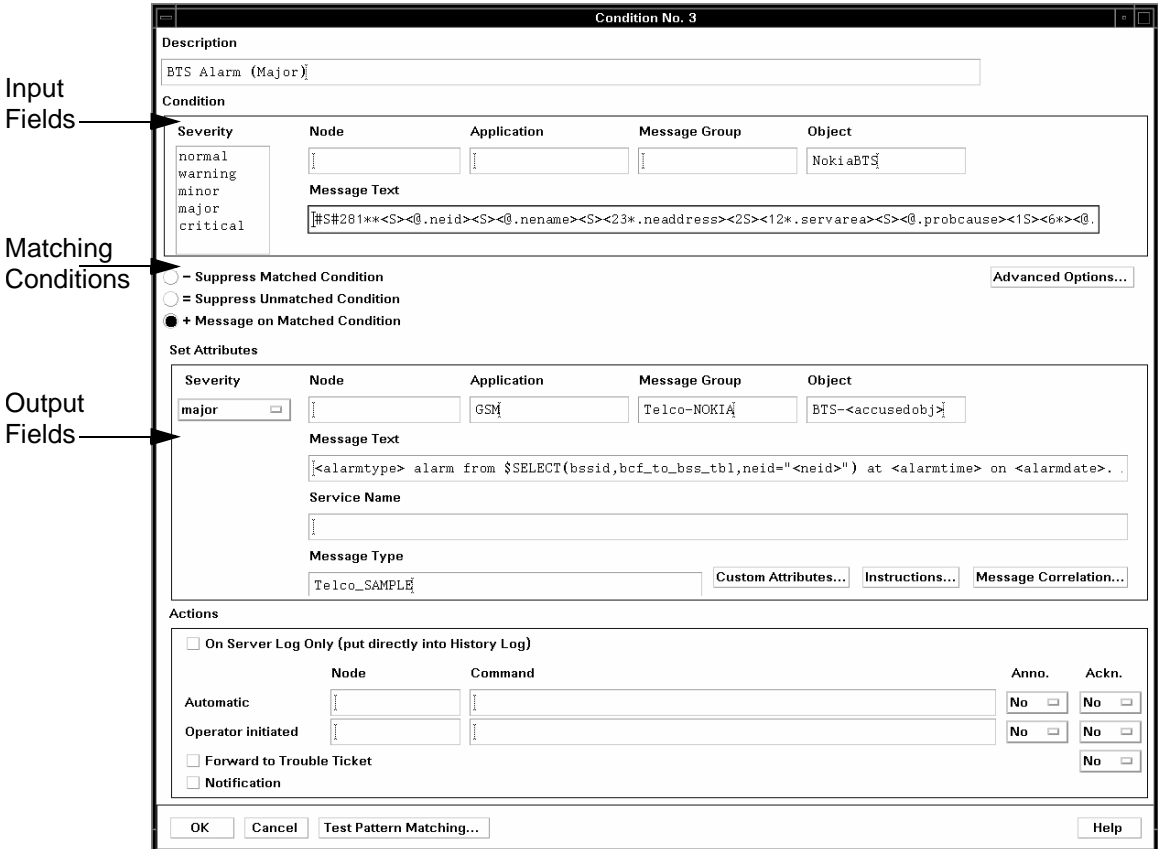 Condition No. 3
Description
BTS Alarm (Major)
Input
Fields
Condition
Severity Node Application Message Group Object
normal
warning
minor
major
critical
NokiaBTS
Message Text
#S#281**<S><@.neid><S><@.nename><S><23*.neaddress><2S><12*.servarea><S><@.probcause><1S><6*><@.
Matching
Conditions
- Suppress Matched Condition
Advanced Options...
= Suppress Unmatched Condition
+ Message on Matched Condition
Set Attributes
Output
Fields
Severity Node Application Message Group Object
major GSM Telco-NOKIA BTS-<accusedobj>
Message Text
<alarmtype> alarm from $SELECT(bssid,bcf_to_bss_tbl,neid="<neid>") at <alarmtime> on <alarmdate>. .
Service Name
Message Type
Telco_SAMPLE Custom Attributes... Instructions... Message Correlation...
Actions
On Server Log Only (put directly into History Log)
Node Command Anno. Ackn.
Automatic No No
Operator initiated No No
Forward to Trouble Ticket No
Notification
OK Cancel Test Pattern Matching... Help